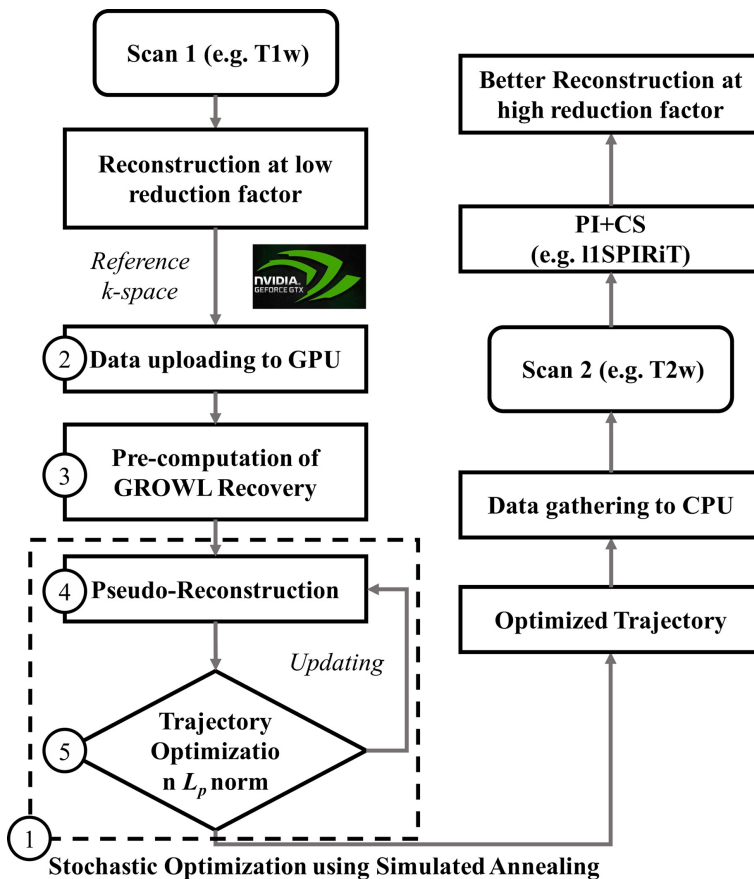 Scan 1 (e.g. T1w)
Reconstruction at low
reduction factor
Reference
k-space
NVIDIA.
GEFORCE GTX
2
Data uploading to GPU
3
Pre-computation of
GROWL Recovery
4
Pseudo-Reconstruction
Updating
5
Trajectory
Optimizatio
n Lp norm
1
Stochastic Optimization using Simulated Annealing
Better Reconstruction at
high reduction factor
PI+CS
(e.g. l1SPIRiT)
Scan 2 (e.g. T2w)
Data gathering to CPU
Optimized Trajectory